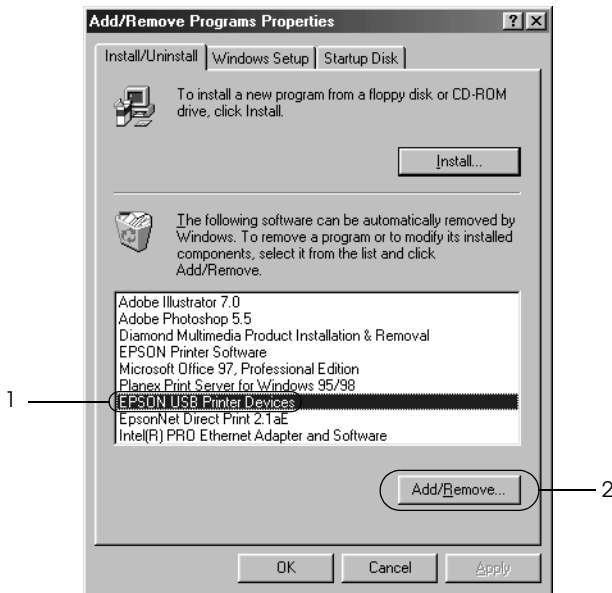 Add/Remove Programs Properties
? X
Install/Uninstall Windows Setup Startup Disk
To install a new program from a floppy disk or CD-ROM
drive, click Install.
Install...
The following software can be automatically removed by
Windows. To remove a program or to modify its installed
components, select it from the list and click
Add/Remove.
Adobe Illustrator 7.0
Adobe Photoshop 5.5
Diamond Multimedia Product Installation & Removal
EPSON Printer Software
Microsoft Office 97, Professional Edition
Planex Print Server for Windows 95/98
1 EPSON USB Printer Devices
EpsonNet Direct Print 2.1aE
Intel(R) PRO Ethernet Adapter and Software
Add/Remove... 2
OK Cancel Apply